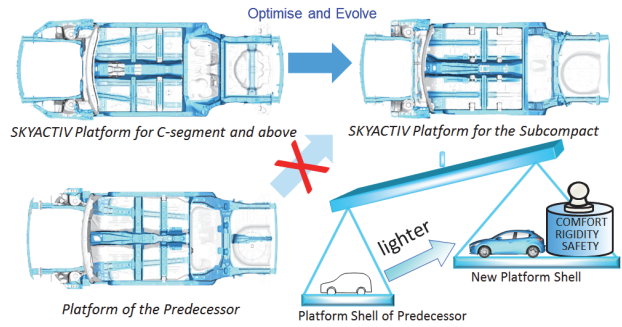 Optimise and Evolve
SKYACTIV Platform for C-segment and above
SKYACTIV Platform for the Subcompact
lighter
COMFORT
RIGIDITY
SAFETY
New Platform Shell
Platform of the Predecessor
Platform Shell of Predecessor